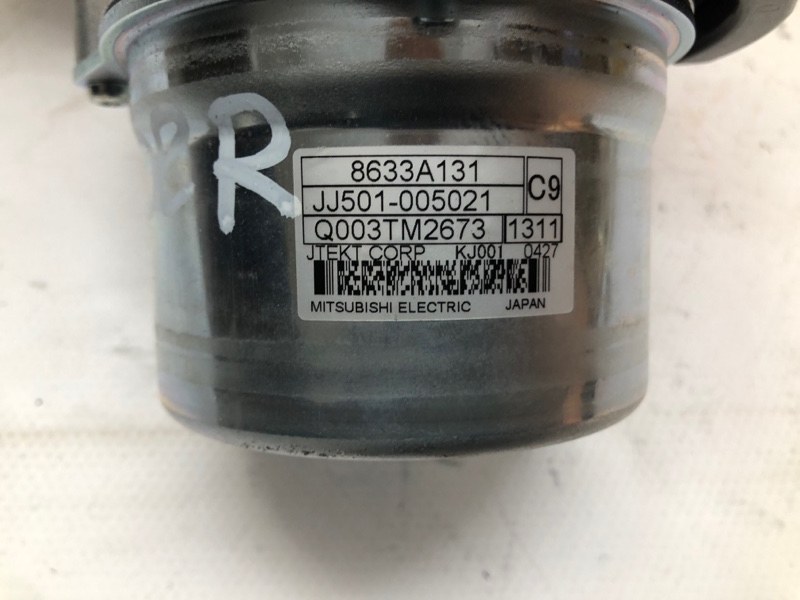 R
8633A131
C9
JJ501-005021
Q003TM2673 1311
JTEKT CORP KJ001 0427
MITSUBISHI ELECTRIC JAPAN